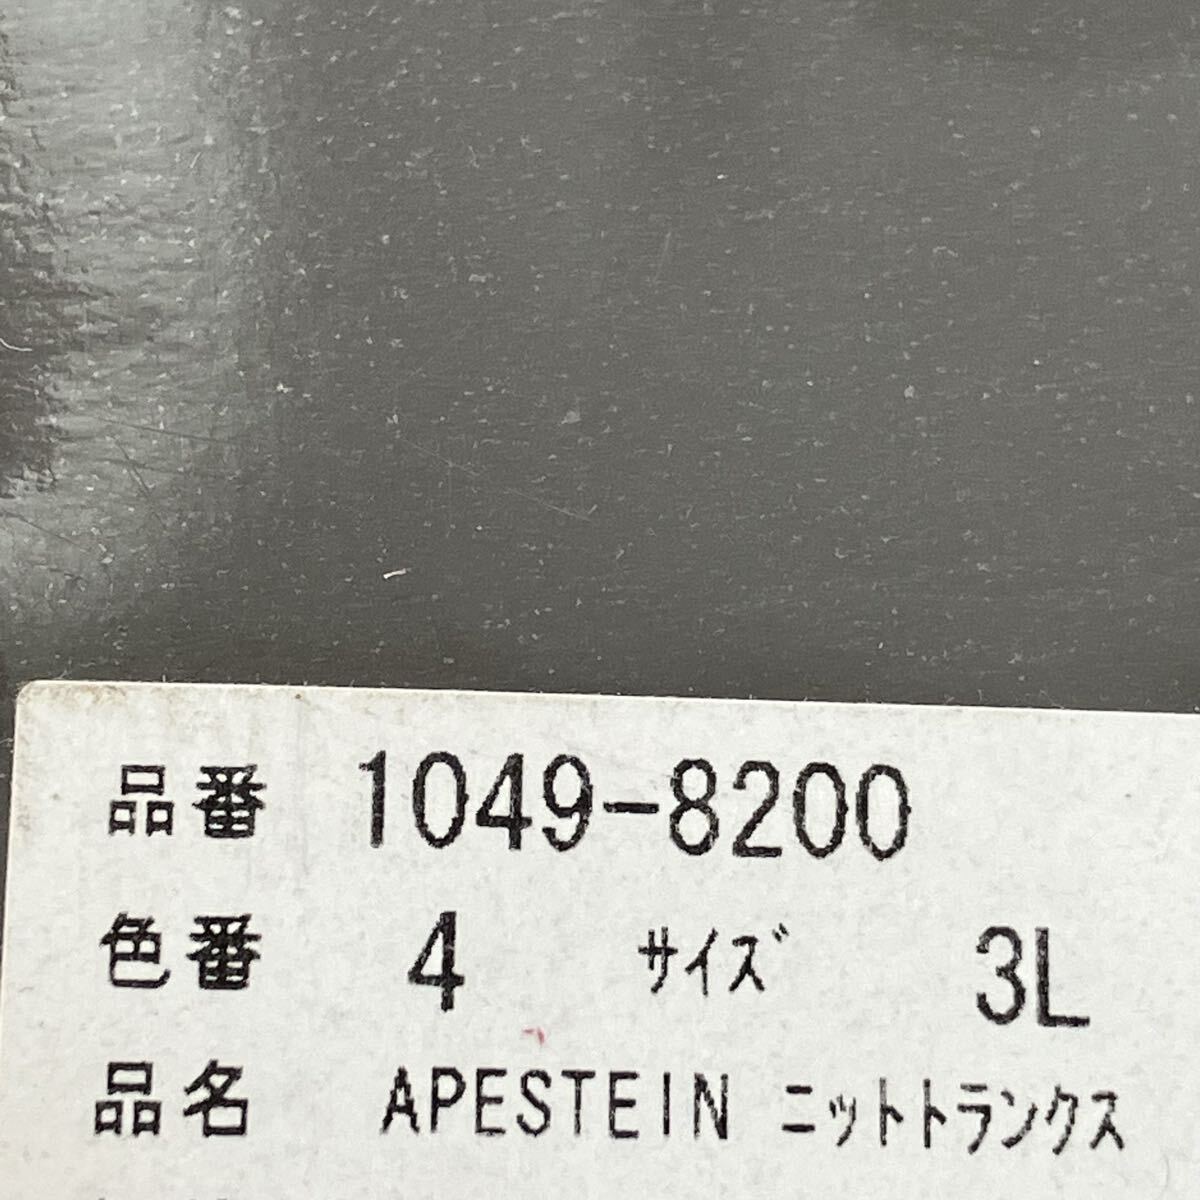 品番 1049-8200
色番 4 サイズ 3L
品名 APESTEIN ニットトランクス